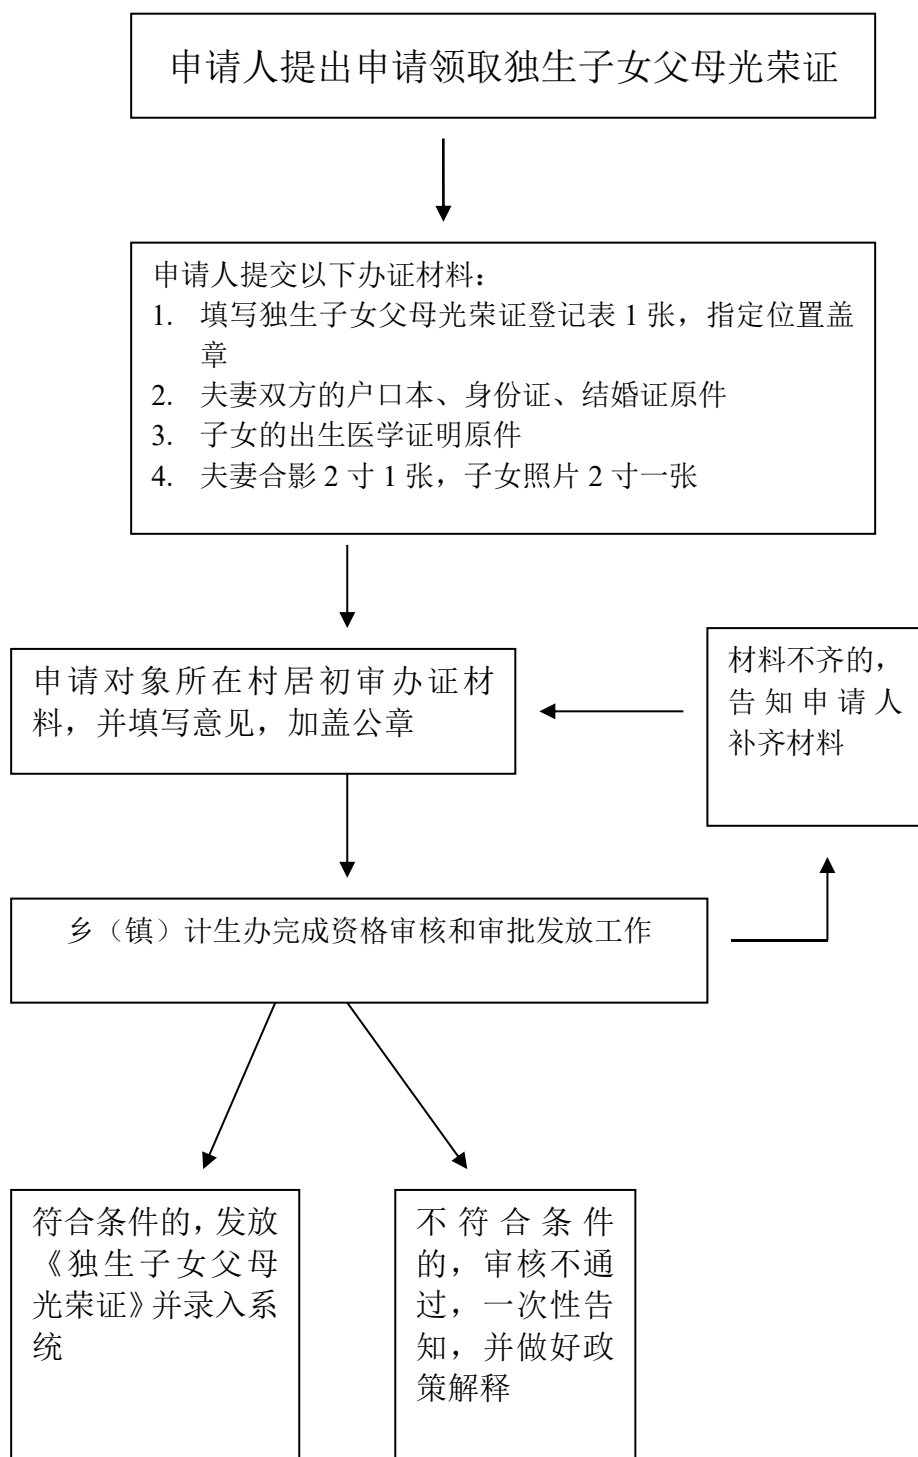 申请人提出申请领取独生子女父母光荣证
申请人提交以下办证材料：
1. 填写独生子女父母光荣证登记表 1 张，指定位置盖
章
2. 夫妻双方的户口本、身份证、结婚证原件
3. 子女的出生医学证明原件
4. 夫妻合影 2 寸 1 张，子女照片 2 寸一张
申请对象所在村居初审办证材
料，并填写意见，加盖公章
材料不齐的，
告知申请人
补齐材料
乡（镇）计生办完成资格审核和审批发放工作
符合条件的，发放
《独生子女父母
光荣证》并录入系
统
不符合条件
的，审核不通
过，一次性告
知，并做好政
策解释